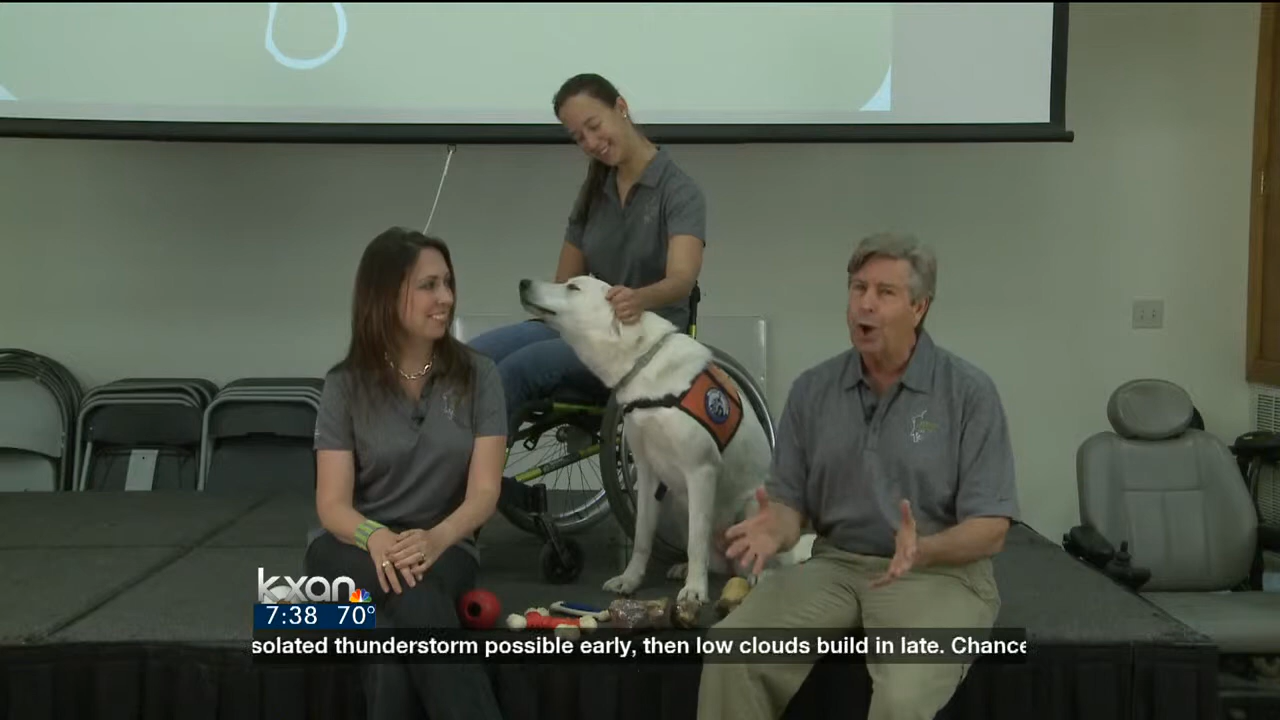 kxan
7:38 70°
solated thunderstorm possible early, then low clouds build in late. Chance